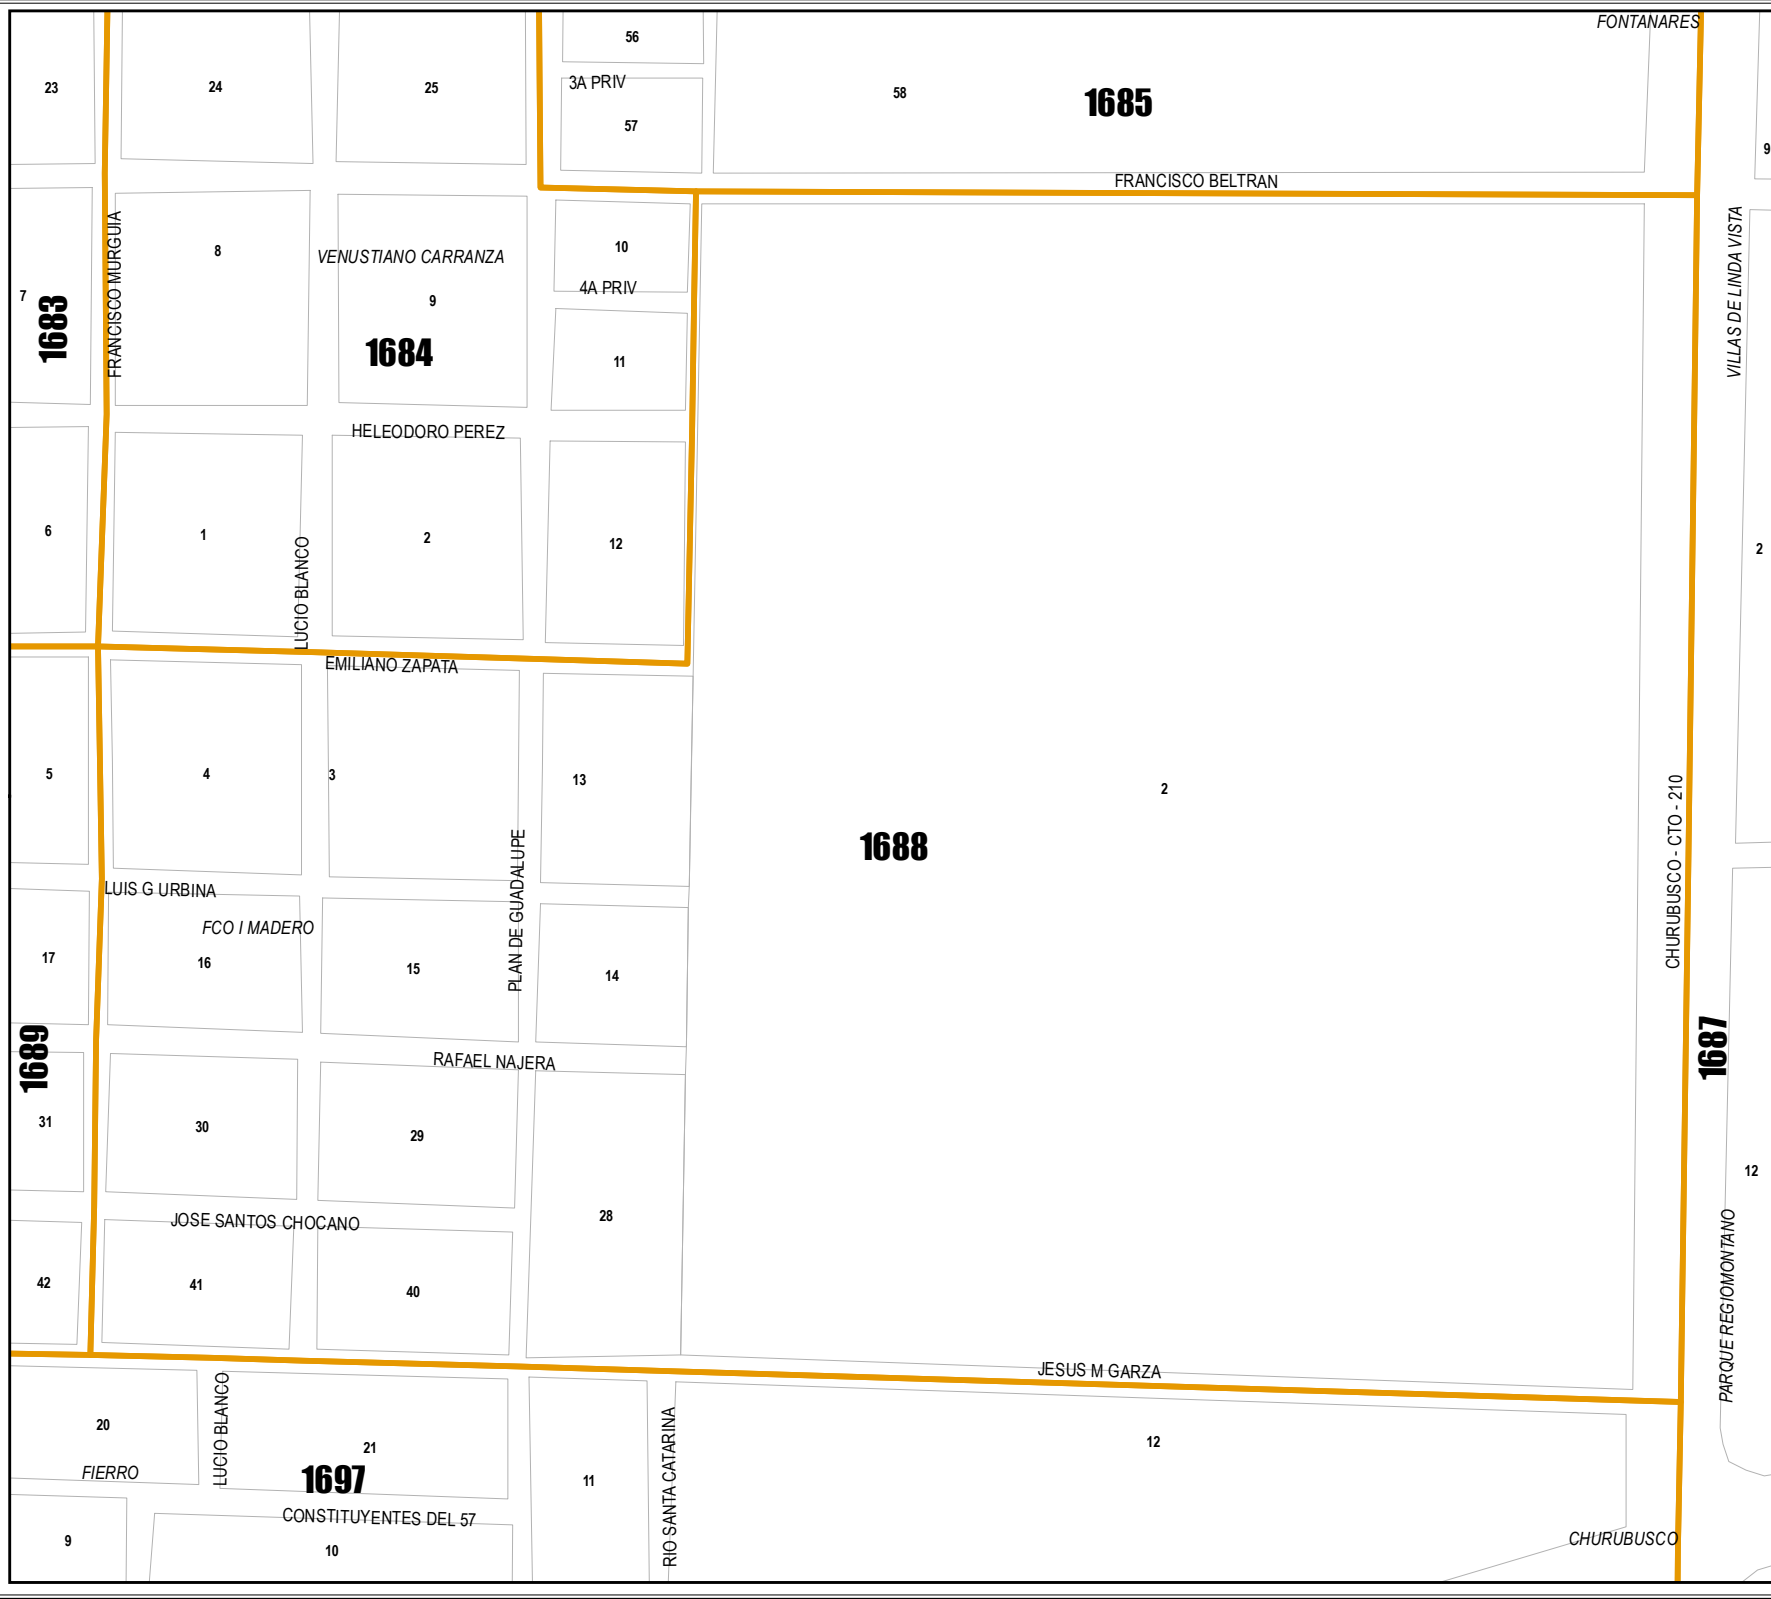 FONTANARES
56
3A PRIV
23
24
25
58
1685
57
9
FRANCISCO BELTRAN
FRANCISCO MURGUIA
8
VENUSTIANO CARRANZA
10
VILLAS DE LINDA VISTA
4A PRIV
7
1683
9
1684
11
HELEODORO PEREZ
6
1
LUCIO BLANCO
2
12
2
EMILIANO ZAPATA
5
4
3
13
2
CHURUBUSCO - CTO - 210
1688
PLAN DE GUADALUPE
LUIS G URBINA
FCO I MADERO
17
16
15
14
1689
1687
RAFAEL NAJERA
31
30
29
12
28
JOSE SANTOS CHOCANO
PARQUE REGIOMONTANO
42
41
40
JESUS M GARZA
20
LUCIO BLANCO
21
RIO SANTA CATARINA
12
FIERRO
1697
11
CONSTITUYENTES DEL 57
9
10
CHURUBUSCO